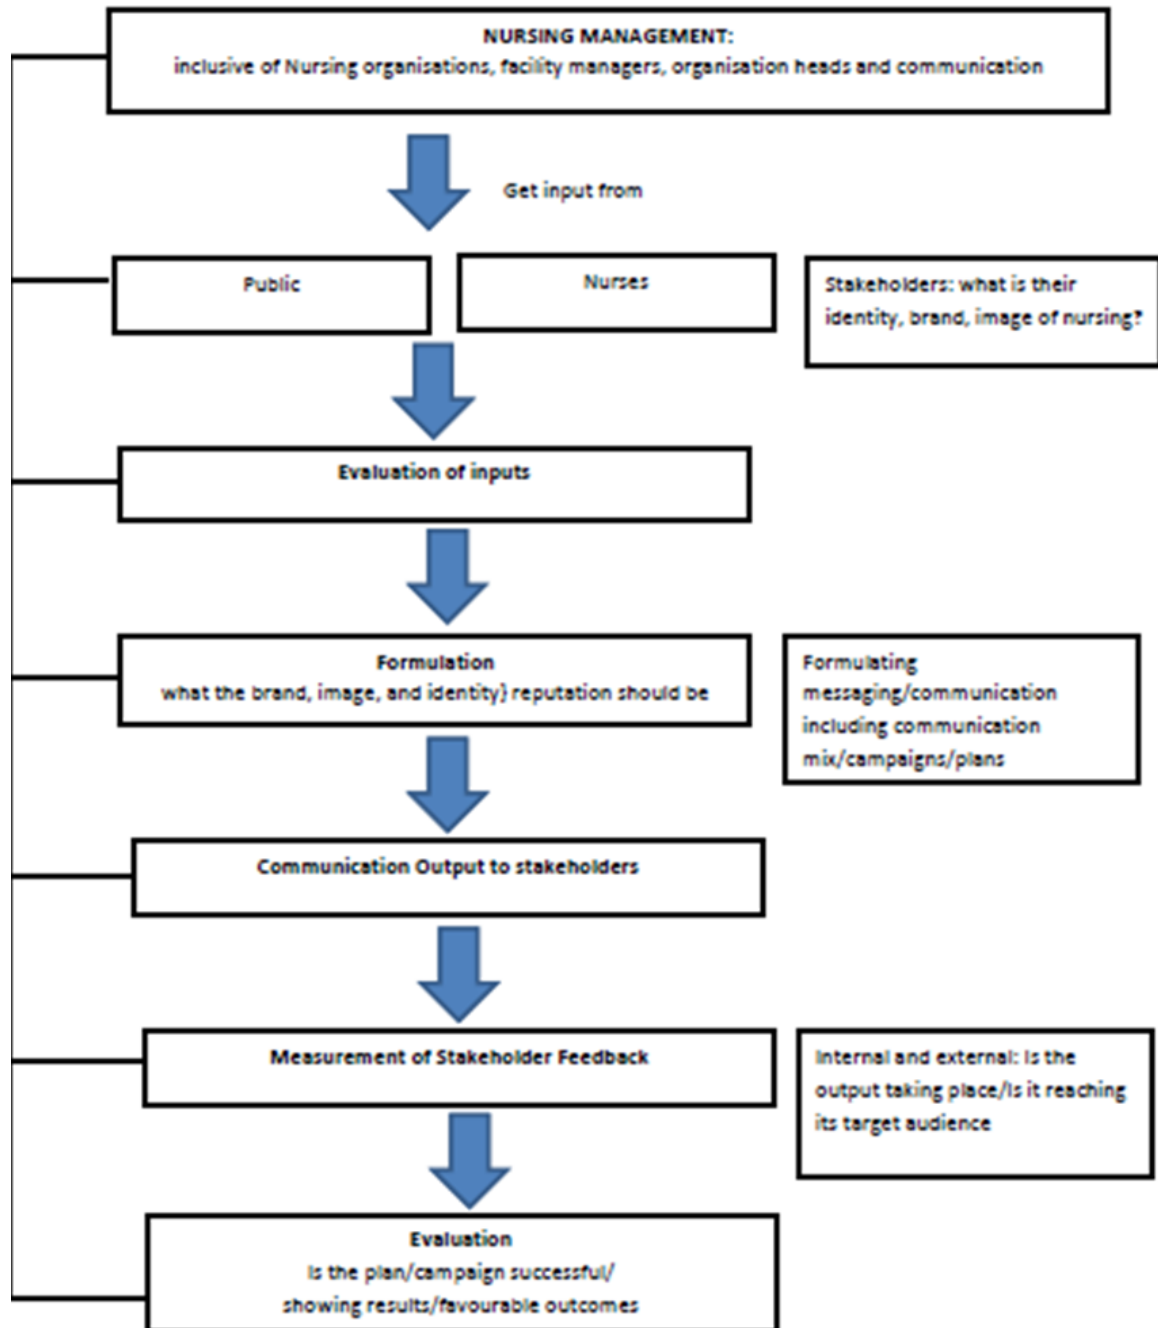 NURSING MANAGEMENT:
inclusive of Nursing organisations, facility managers, organisation heads and communication
Get input from
Public
Nurses
Stakeholders: what is their
identity, brand, image of nursing?
Evaluation of inputs
Formulation
what the brand, image, and identity} reputation should be
Formulating
messaging/communication
including communication
mix/campaigns/plans
Communication Output to stakeholders
Measurement of Stakeholder Feedback
Internal and external: Is the
output taking place/Is it reaching
its target audience
Evaluation
Is the plan/campaign successful/
showing results/favourable outcomes